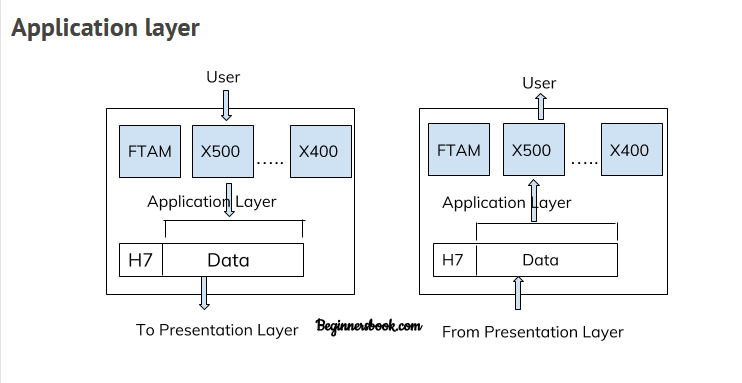 Application layer
User
FTAM
X500
.....
X400
Application Layer
H7
Data
To Presentation Layer
User
FTAM
X500
.....
X400
Application Layer
H7
Data
From Presentation Layer
Beginnersbook.com